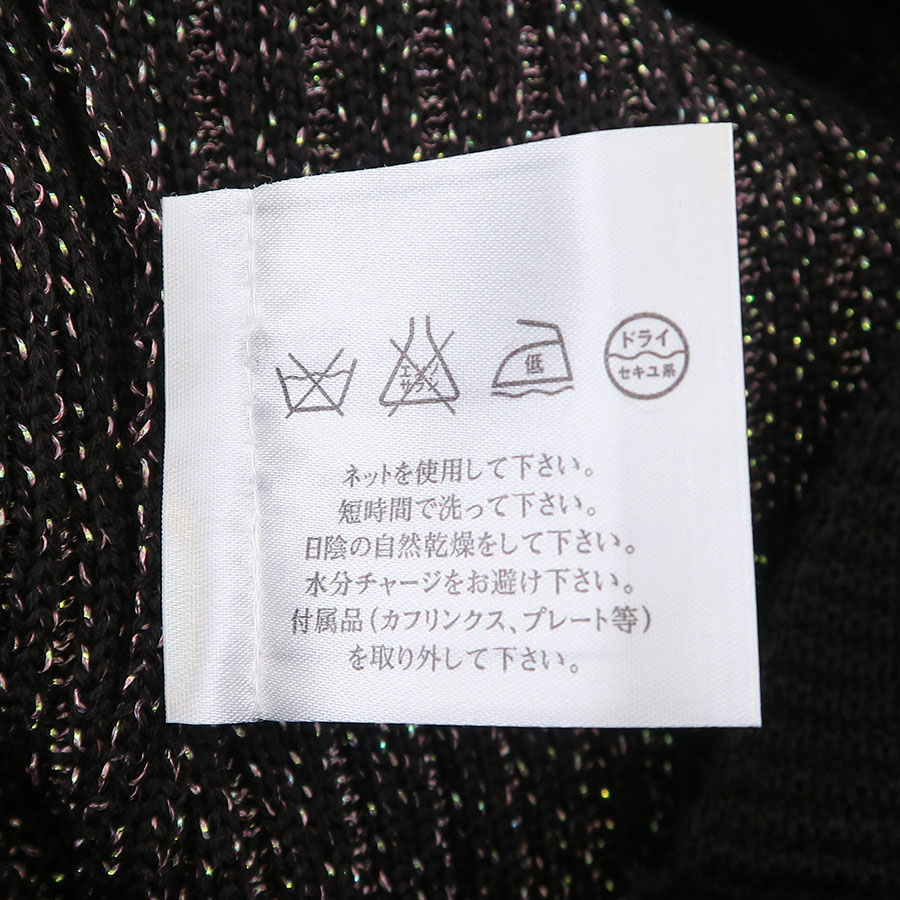 エンソ
サラシ
低
ドライ
セキユ系
ネットを使用して下さい。
短時間で洗って下さい。
日陰の自然乾燥をして下さい。
水分チャージをお避け下さい。
付属品(カフリンクス、プレート等)
を取り外して下さい。